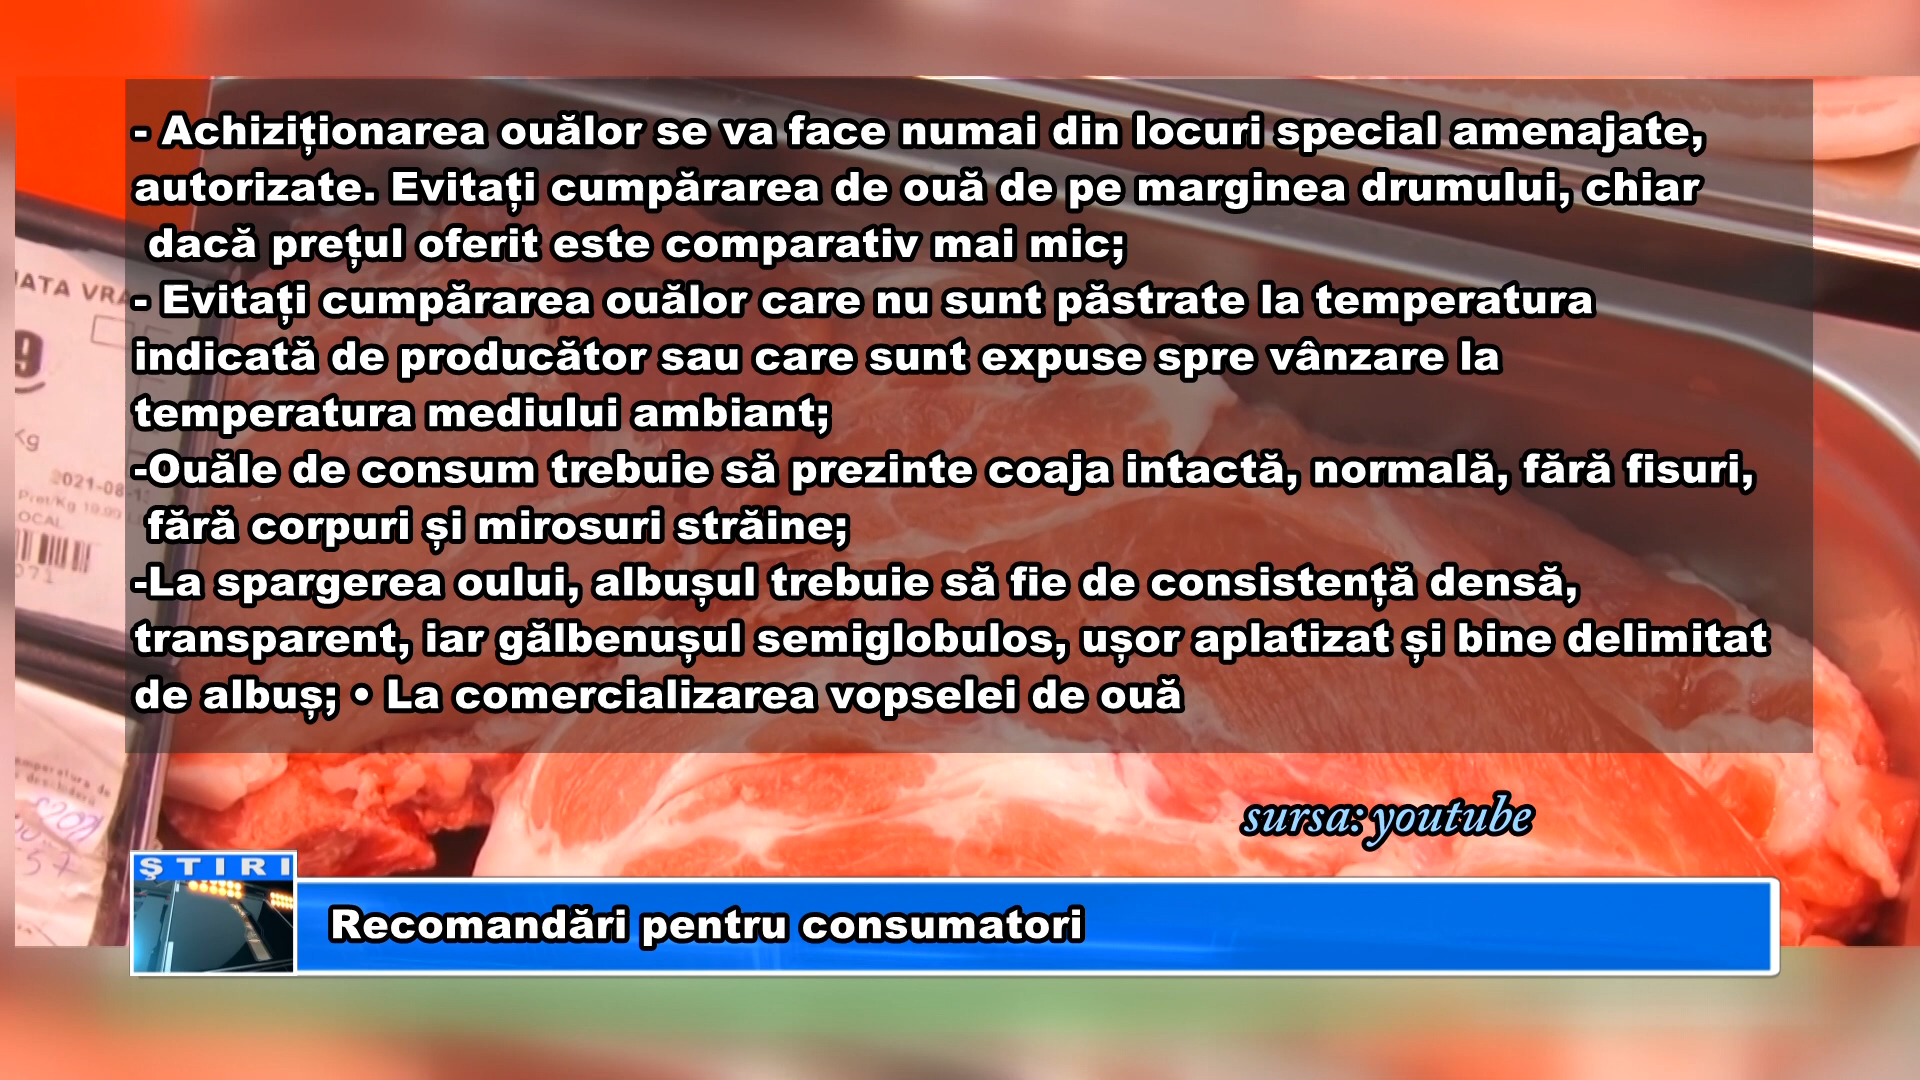 - Achiziționarea ouălor se va face numai din locuri special amenajate,
autorizate. Evitați cumpărarea de ouă de pe marginea drumului, chiar
dacă prețul oferit este comparativ mai mic;
- Evitați cumpărarea ouălor care nu sunt păstrate la temperatura
indicată de producător sau care sunt expuse spre vânzare la
temperatura mediului ambiant;
-Ouăle de consum trebuie să prezinte coaja intactă, normală, fără fisuri,
fără corpuri și mirosuri străine;
-La spargerea oului, albușul trebuie să fie de consistență densă,
transparent, iar gălbenușul semiglobulos, ușor aplatizat și bine delimitat
de albuș; • La comercializarea vopselei de ouă
sursa: youtube
ŞTIRI
Recomandări pentru consumatori